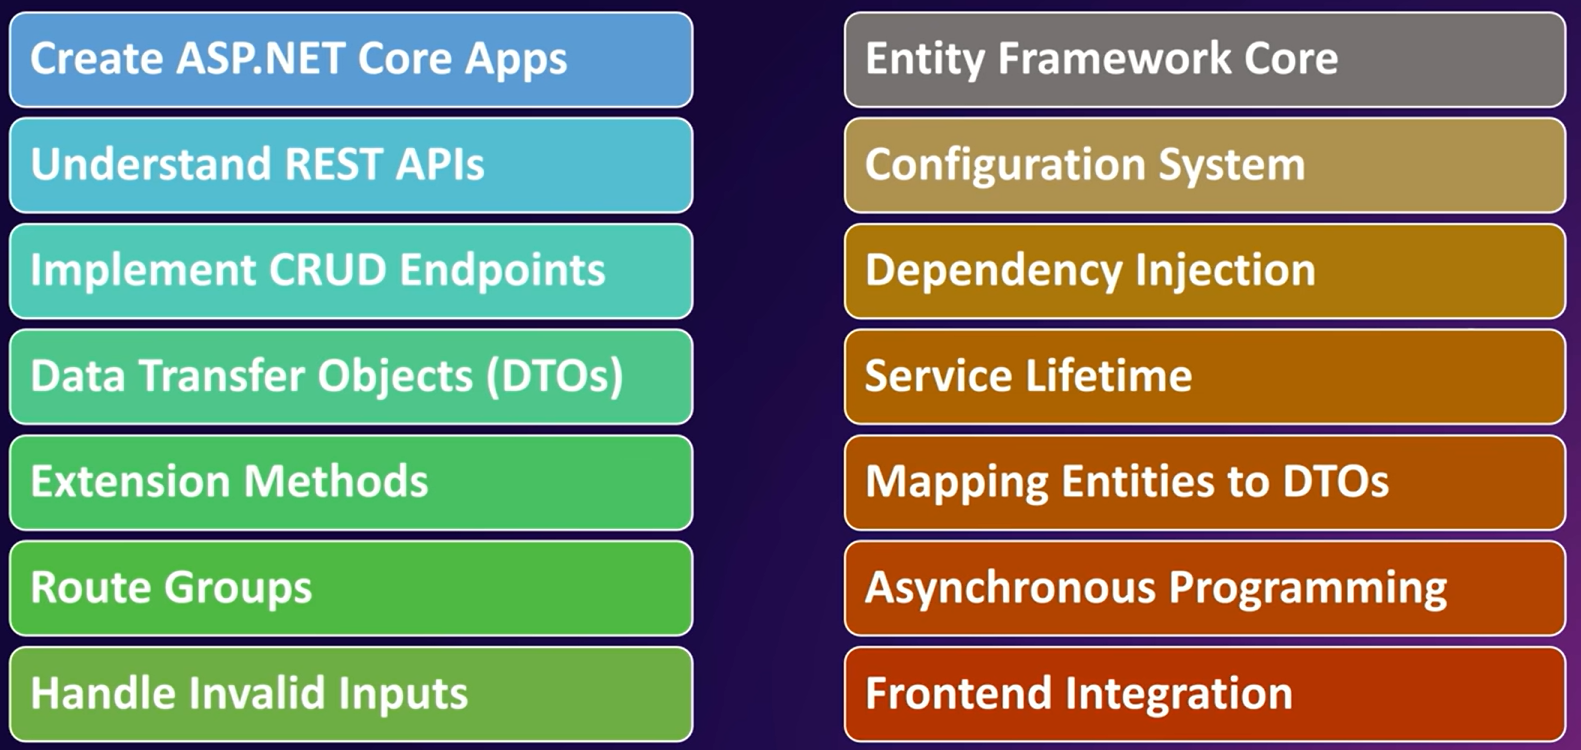 Create ASP.NET Core Apps
Understand REST APIs
Implement CRUD Endpoints
Data Transfer Objects (DTOs)
Extension Methods
Route Groups
Handle Invalid Inputs
Entity Framework Core
Configuration System
Dependency Injection
Service Lifetime
Mapping Entities to DTOs
Asynchronous Programming
Frontend Integration